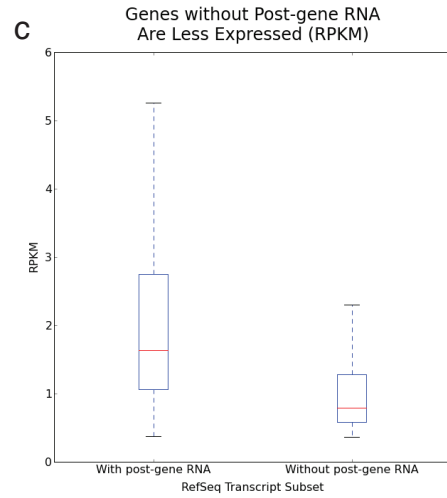 C
Genes without Post-gene RNA
Are Less Expressed (RPKM)
6
5
4
3
2
1
0
RPKM
With post-gene RNA
Without post-gene RNA
RefSeq Transcript Subset